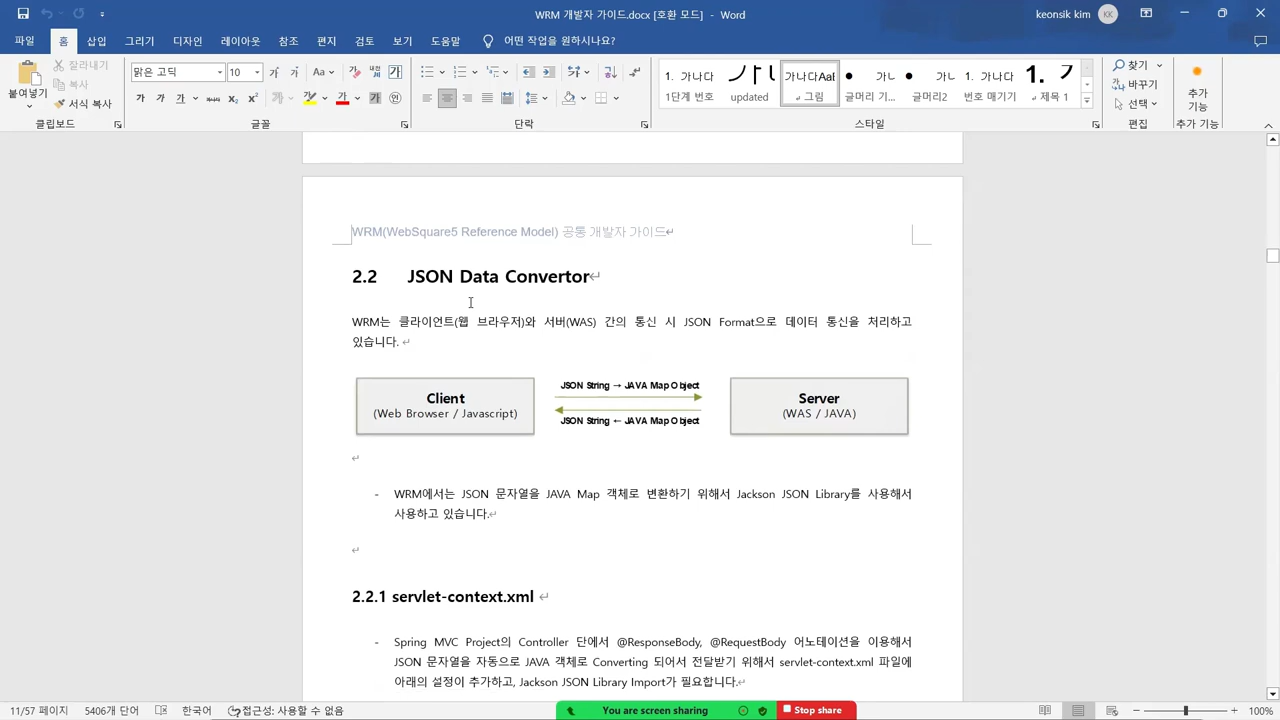 WRM 개발자 가이드.docx [호환 모드] - Word
keonsik kim
KK
파일 홈 삽입 그리기 디자인 레이아웃 참조 편지 검토 보기 도움말 어떤 작업을 원하시나요?
붙여넣기
잘라내기
복사
서식 복사
클립보드
맑은 고딕 10
글꼴
단락
1. 가나다
1단계 번호
updated
가나다AaB
그림
글머리 기...
글머리2
1. 가나다
번호 매기기
1.
제목 1
스타일
찾기
바꾸기
선택
편집
추가
기능
추가 기능
WRM(WebSquare5 Reference Model) 공통 개발자 가이드
2.2 JSON Data Convertor
WRM는 클라이언트(웹 브라우저)와 서버(WAS) 간의 통신 시 JSON Format으로 데이터 통신을 처리하고
있습니다.
Client
(Web Browser / Javascript)
JSON String → JAVA Map Object
JSON String ← JAVA Map Object
Server
(WAS / JAVA)
- WRM에서는 JSON 문자열을 JAVA Map 객체로 변환하기 위해서 Jackson JSON Library를 사용해서
사용하고 있습니다.
2.2.1 servlet-context.xml
- Spring MVC Project의 Controller 단에서 @ResponseBody, @RequestBody 어노테이션을 이용해서
JSON 문자열을 자동으로 JAVA 객체로 Converting 되어서 전달받기 위해서 servlet-context.xml 파일에
아래의 설정이 추가하고, Jackson JSON Library Import가 필요합니다.
11/57 페이지 5406개 단어 한국어 접근성: 사용할 수 없음
You are screen sharing
Stop share
100%